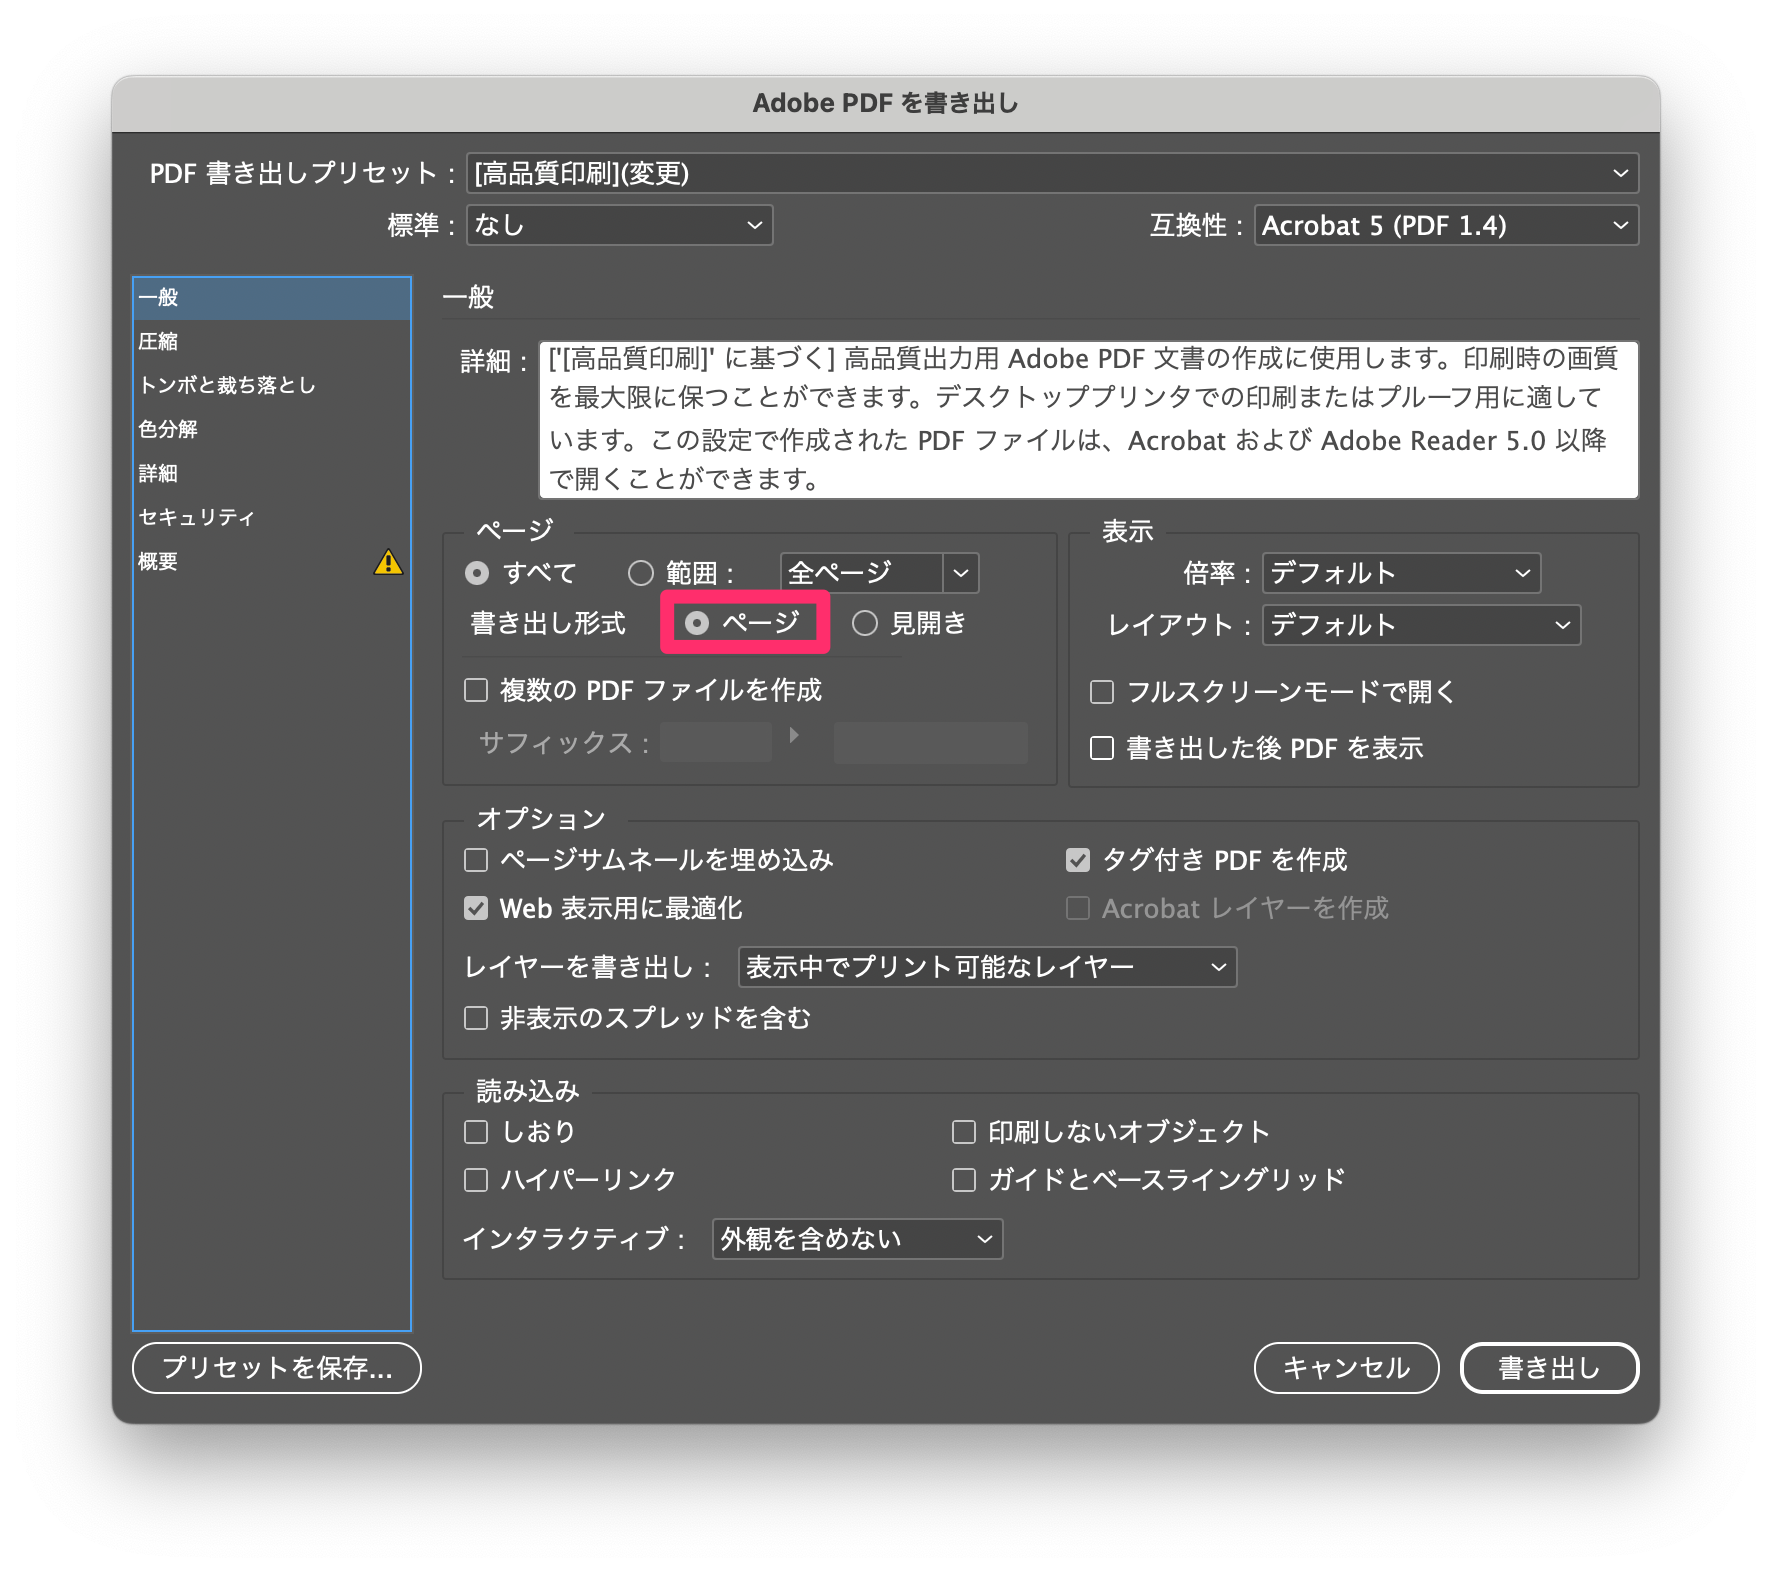 Adobe PDF を書き出し
PDF 書き出しプリセット： [高品質印刷](変更)
標準： なし
互換性： Acrobat 5 (PDF 1.4)
一般
圧縮
トンボと裁ち落とし
色分解
詳細
セキュリティ
概要
一般
詳細：
['[高品質印刷]' に基づく] 高品質出力用 Adobe PDF 文書の作成に使用します。印刷時の画質
を最大限に保つことができます。デスクトッププリンタでの印刷またはプルーフ用に適して
います。この設定で作成された PDF ファイルは、Acrobat および Adobe Reader 5.0 以降
で開くことができます。
ページ
すべて 範囲： 全ページ
書き出し形式 ページ 見開き
複数の PDF ファイルを作成
サフィックス：
表示
倍率： デフォルト
レイアウト： デフォルト
フルスクリーンモードで開く
書き出した後 PDF を表示
オプション
ページサムネールを埋め込み
タグ付き PDF を作成
Web 表示用に最適化
Acrobat レイヤーを作成
レイヤーを書き出し： 表示中でプリント可能なレイヤー
非表示のスプレッドを含む
読み込み
しおり
印刷しないオブジェクト
ハイパーリンク
ガイドとベースライングリッド
インタラクティブ： 外観を含めない
プリセットを保存...
キャンセル
書き出し